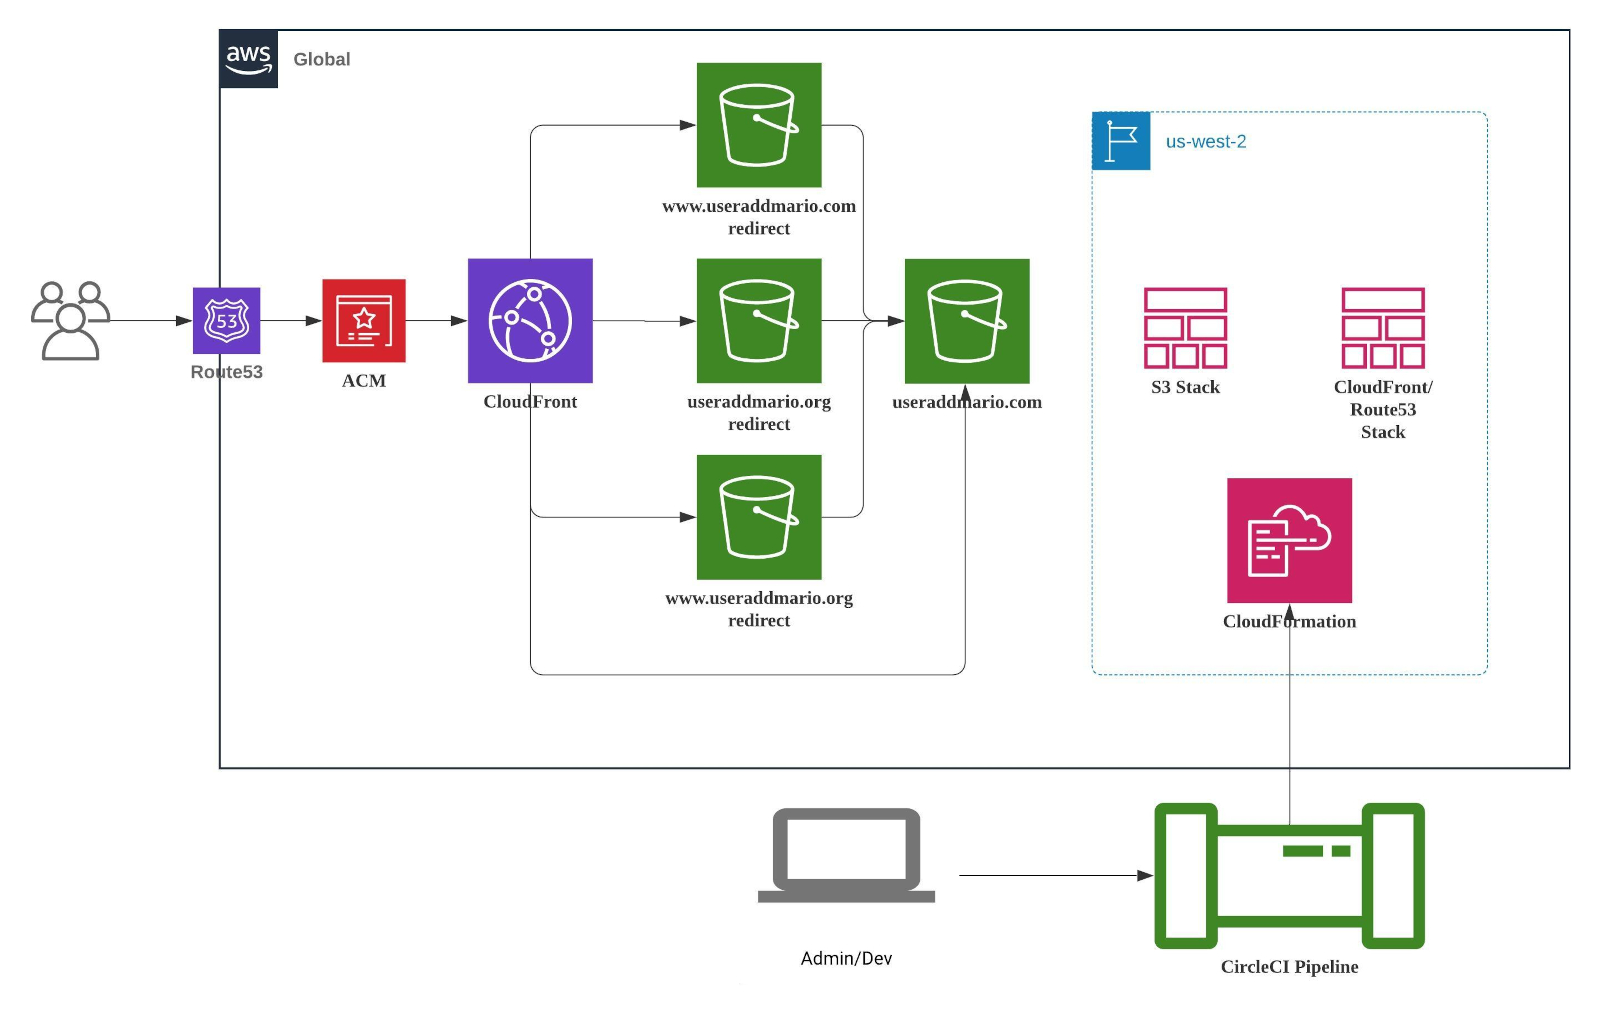 aws
Global
www.useraddmario.com
redirect
us-west-2
53
Route53
ACM
CloudFront
useraddmario.org
redirect
useraddmario.com
S3 Stack
CloudFront/
Route53
Stack
www.useraddmario.org
redirect
CloudFormation
Admin/Dev
CircleCI Pipeline